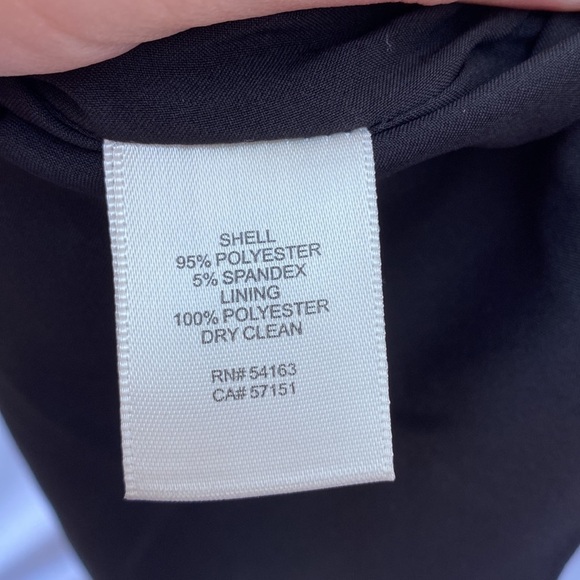 SHELL
95% POLYESTER
5% SPANDEX
LINING
100% POLYESTER
DRY CLEAN
RN# 54163
CA# 57151